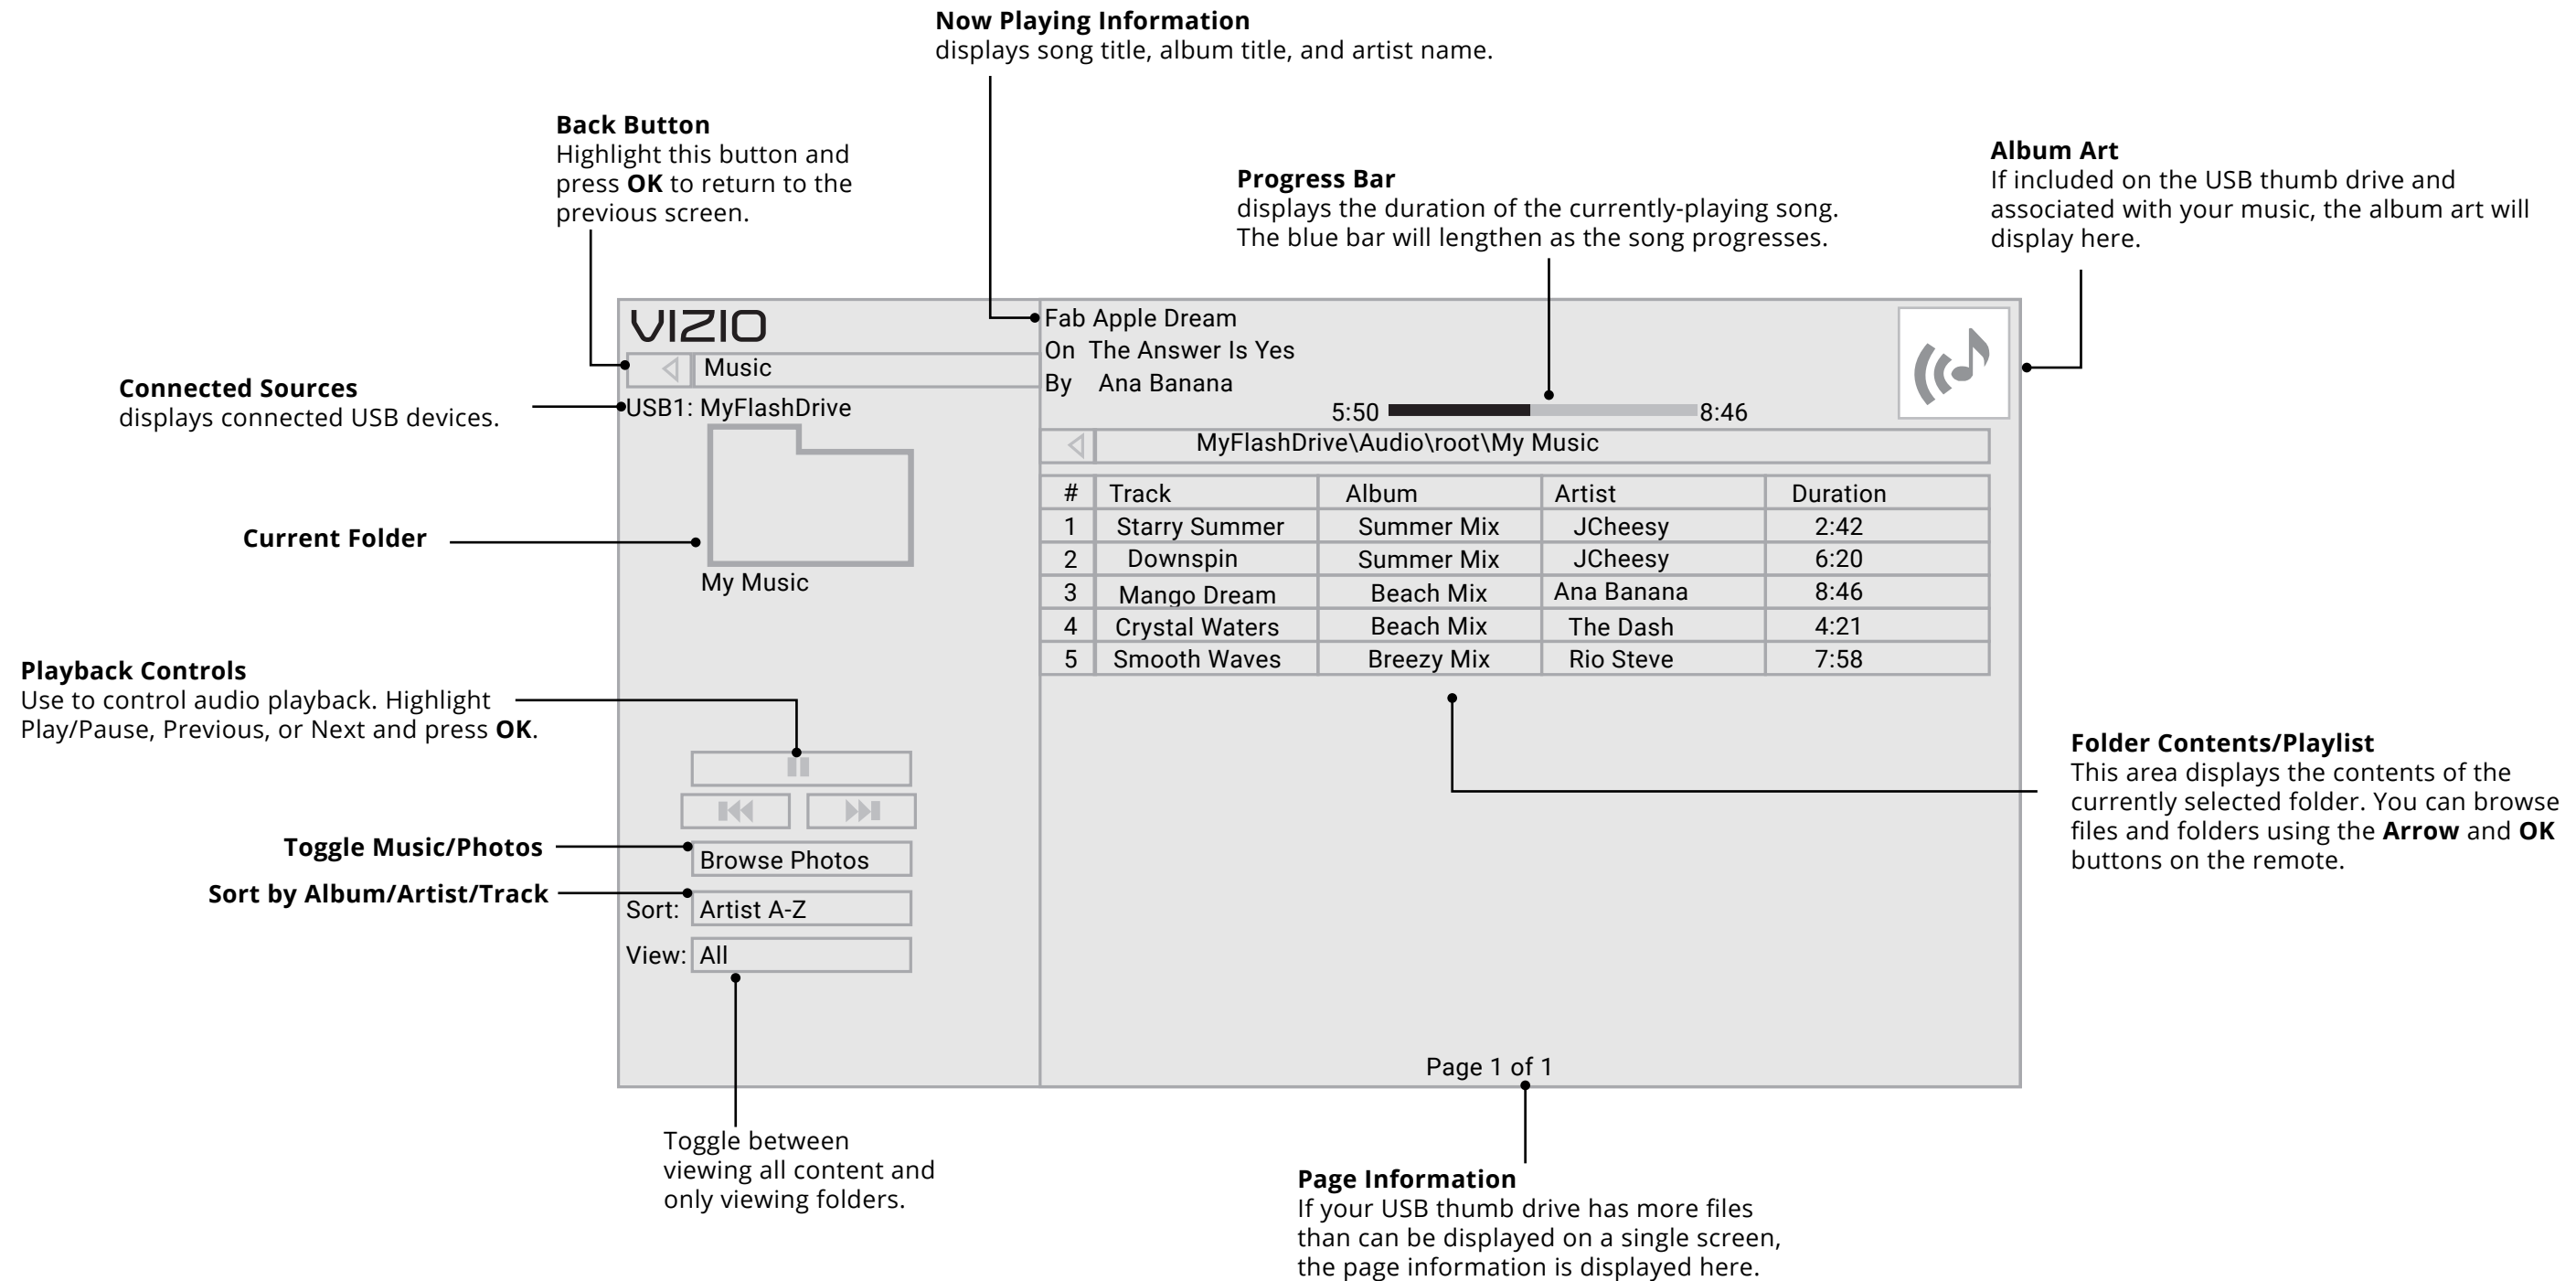 Now Playing Information
displays song title, album title, and artist name.
Back Button
Highlight this button and
press OK to return to the
previous screen.
Progress Bar
displays the duration of the currently-playing song.
The blue bar will lengthen as the song progresses.
Album Art
If included on the USB thumb drive and
associated with your music, the album art will
display here.
Connected Sources
displays connected USB devices.
Current Folder
Playback Controls
Use to control audio playback. Highlight
Play/Pause, Previous, or Next and press OK.
Toggle Music/Photos
Sort by Album/Artist/Track
VIZIO
Music
USB1: MyFlashDrive
My Music
Browse Photos
Sort: Artist A-Z
View: All
Fab Apple Dream
On The Answer Is Yes
By Ana Banana
5:50 8:46
MyFlashDrive\Audio\root\My Music
# Track Album Artist Duration
1 Starry Summer Summer Mix JCheesy 2:42
2 Downspin Summer Mix JCheesy 6:20
3 Mango Dream Beach Mix Ana Banana 8:46
4 Crystal Waters Beach Mix The Dash 4:21
5 Smooth Waves Breezy Mix Rio Steve 7:58
Page 1 of 1
Folder Contents/Playlist
This area displays the contents of the
currently selected folder. You can browse
files and folders using the Arrow and OK
buttons on the remote.
Toggle between
viewing all content and
only viewing folders.
Page Information
If your USB thumb drive has more files
than can be displayed on a single screen,
the page information is displayed here.